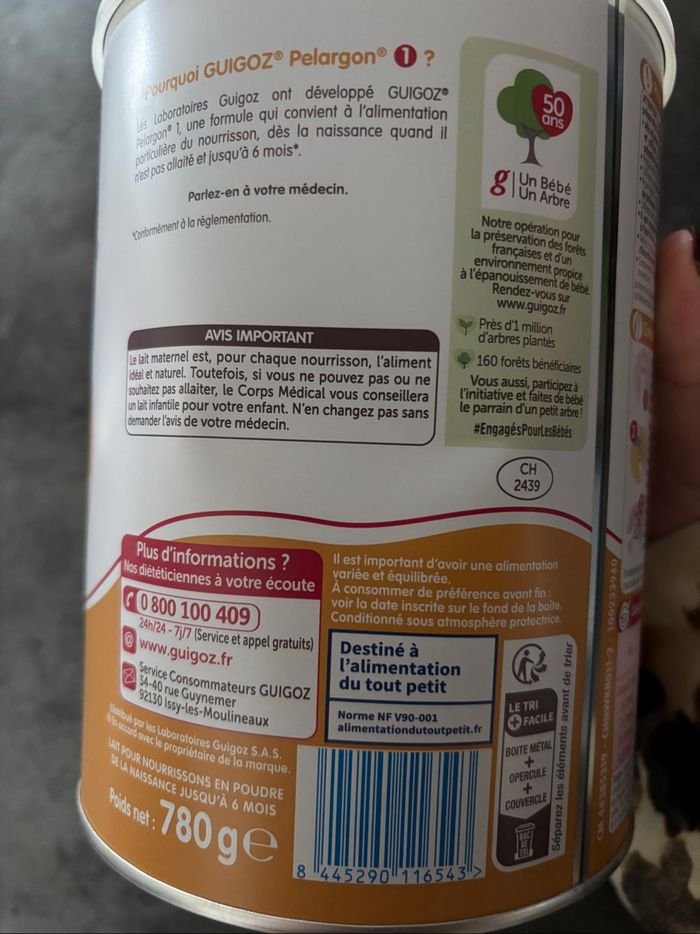 Pourquoi GUIGOZ® Pelargon® 1 ?
Les Laboratoires Guigoz ont développé GUIGOZ®
Pelargon® 1, une formule qui convient à l'alimentation
particulière du nourrisson, dès la naissance quand il
n'est pas allaité et jusqu'à 6 mois*.
Parlez-en à votre médecin.
*Conformément à la réglementation.
50
ans
g Un Bébé
Un Arbre
Notre opération pour
la préservation des forêts
françaises et d'un
environnement propice
à l'épanouissement de bébé.
Rendez-vous sur
www.guigoz.fr
Près d'1 million
d'arbres plantés
160 forêts bénéficiaires
Vous aussi, participez à
l'initiative et faites de bébé
le parrain d'un petit arbre !
#EngagésPourLesBébés
AVIS IMPORTANT
Le lait maternel est, pour chaque nourrisson, l'aliment
idéal et naturel. Toutefois, si vous ne pouvez pas ou ne
souhaitez pas allaiter, le Corps Médical vous conseillera
un lait infantile pour votre enfant. N'en changez pas sans
demander l'avis de votre médecin.
CH
2439
Plus d'informations ?
Nos diététiciennes à votre écoute
0 800 100 409
24h/24 - 7j/7 (Service et appel gratuits)
www.guigoz.fr
Service Consommateurs GUIGOZ
34-40 rue Guynemer
92130 Issy-les-Moulineaux
Distribué par les Laboratoires Guigoz S.A.S.
® En accord avec le propriétaire de la marque.
LAIT POUR NOURRISSONS EN POUDRE
DE LA NAISSANCE JUSQU'À 6 MOIS
Poids net : 780 g e
Il est important d'avoir une alimentation
variée et équilibrée.
À consommer de préférence avant fin :
voir la date inscrite sur le fond de la boîte.
Conditionné sous atmosphère protectrice.
Destiné à
l'alimentation
du tout petit
Norme NF V90-001
alimentationdutoutpetit.fr
8 445290 116543 >
LE TRI
+ FACILE
BOITE MÉTAL
+
OPERCULE
+
COUVERCLE
BAC
DE
TRI
Séparez les éléments avant de trier